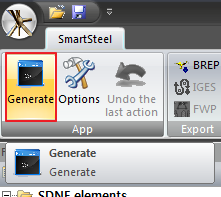 SmartSteel
Generate
Options
Undo the
last action
BREP
IGES
FWP
App
Export
Generate
Generate
SDNF elements